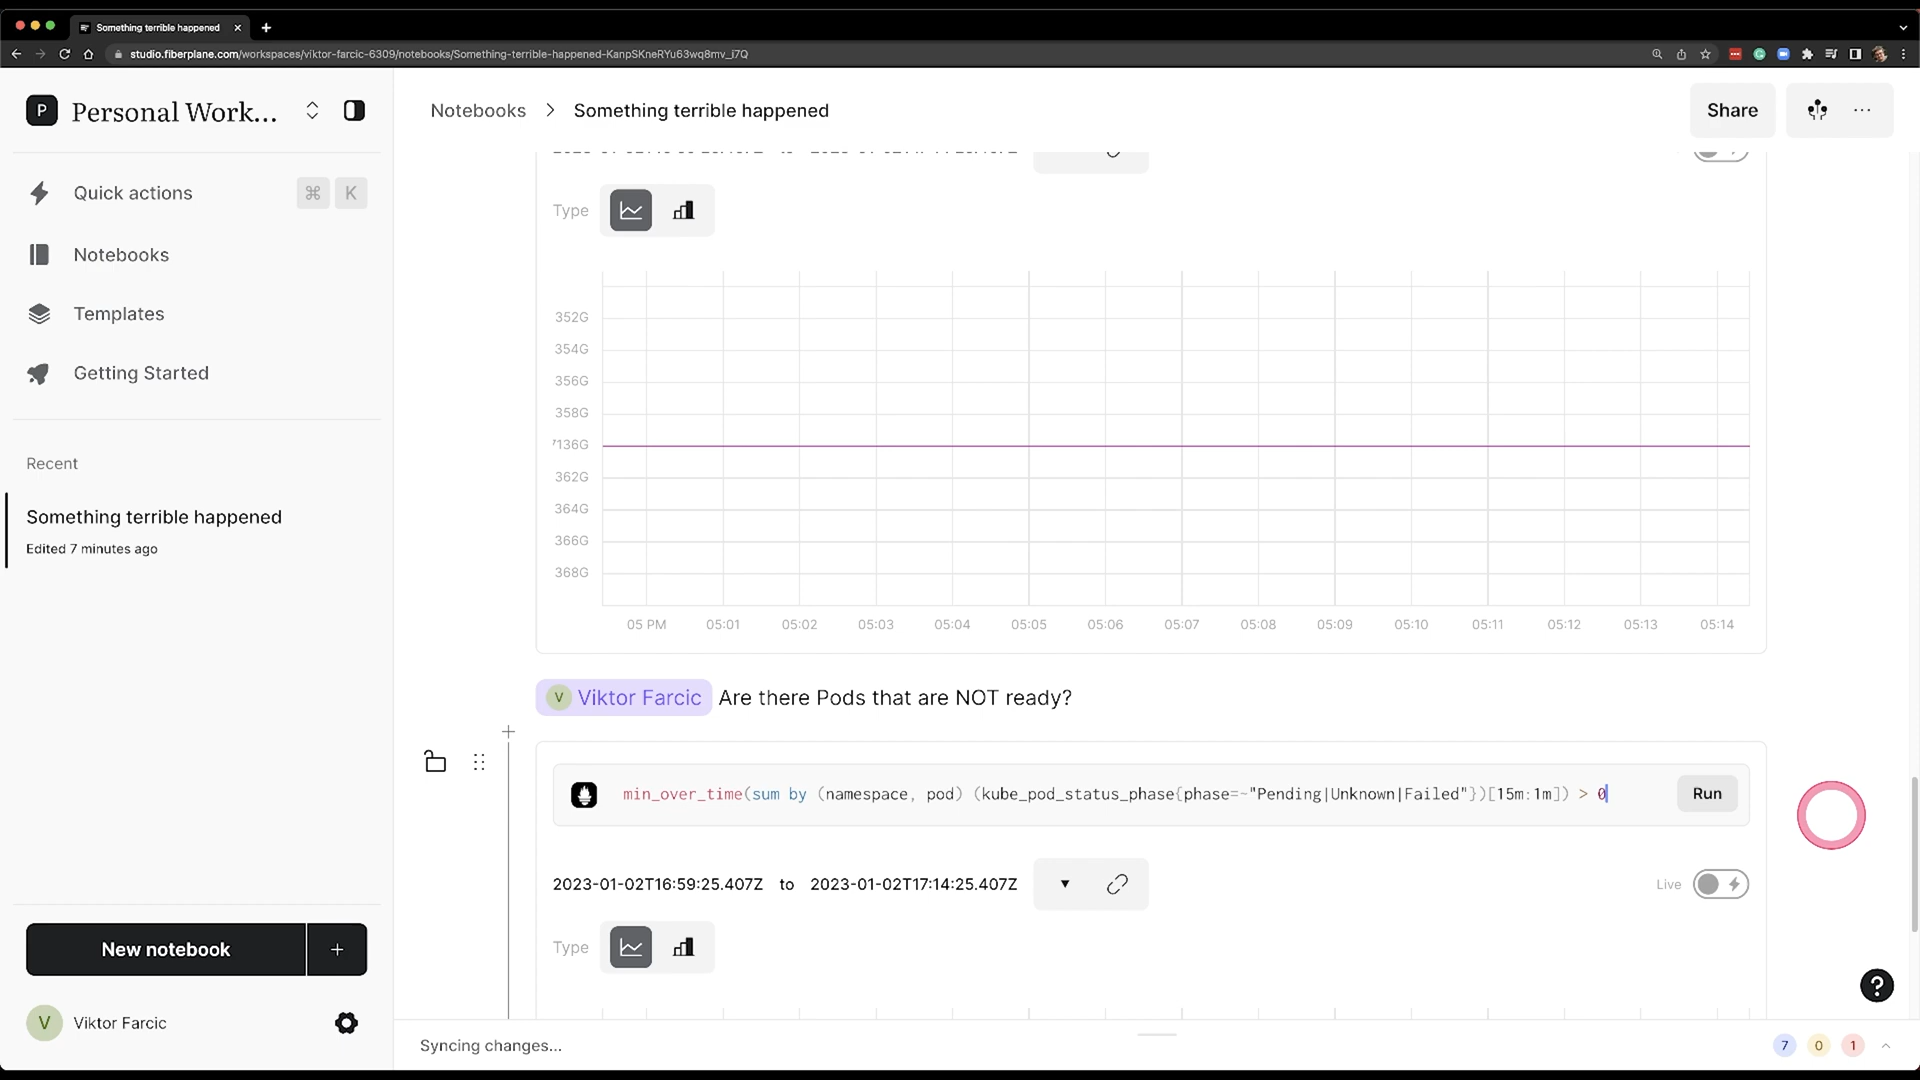 Something terrible happened
studio.fiberplane.com/workspaces/viktor-farcic-6309/notebooks/Something-terrible-happened-KanpSKneRYu63wq8mv_i7Q
P Personal Work...
Notebooks > Something terrible happened
Share
Quick actions ⌘ K
Notebooks
Templates
Getting Started
Recent
Something terrible happened
Edited 7 minutes ago
New notebook +
V Viktor Farcic
Type
352G
354G
356G
358G
7136G
362G
364G
366G
368G
05 PM 05:01 05:02 05:03 05:04 05:05 05:06 05:07 05:08 05:09 05:10 05:11 05:12 05:13 05:14
V Viktor Farcic Are there Pods that are NOT ready?
min_over_time(sum by (namespace, pod) (kube_pod_status_phase{phase=~"Pending|Unknown|Failed"})[15m:1m]) > 0
Run
2023-01-02T16:59:25.407Z to 2023-01-02T17:14:25.407Z
Live
Type
Syncing changes...
7 0 1
?